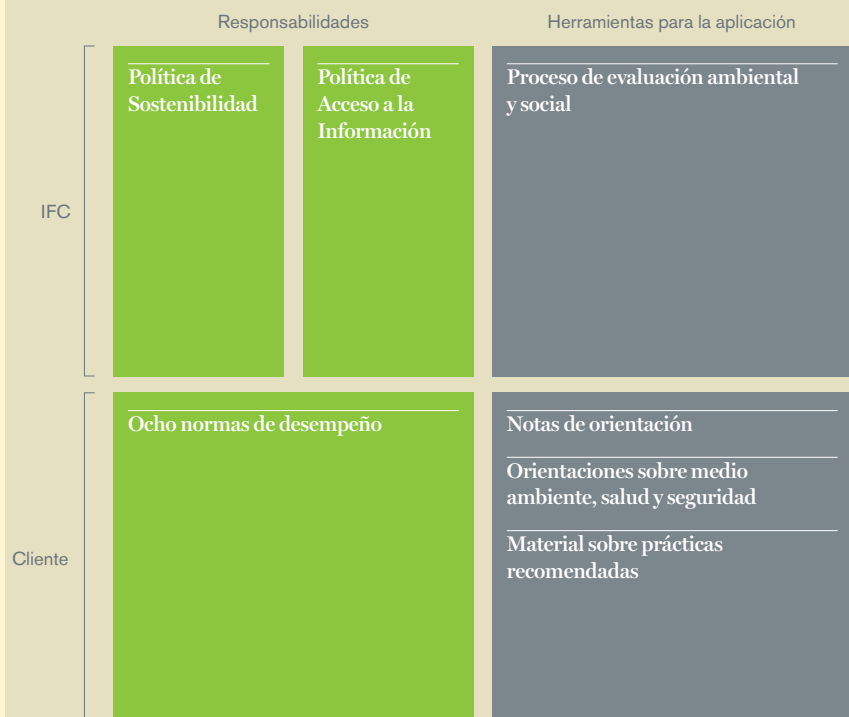 Responsabilidades
Herramientas para la aplicación
IFC
Política de
Sostenibilidad
Política de
Acceso a la
Información
Proceso de evaluación ambiental
y social
Cliente
Ocho normas de desempeño
Notas de orientación
Orientaciones sobre medio
ambiente, salud y seguridad
Material sobre prácticas
recomendadas